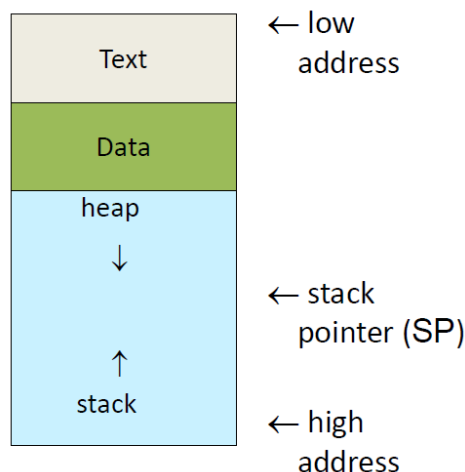 Text
← low
address
Data
heap
↓
← stack
pointer (SP)
↑
stack
← high
address